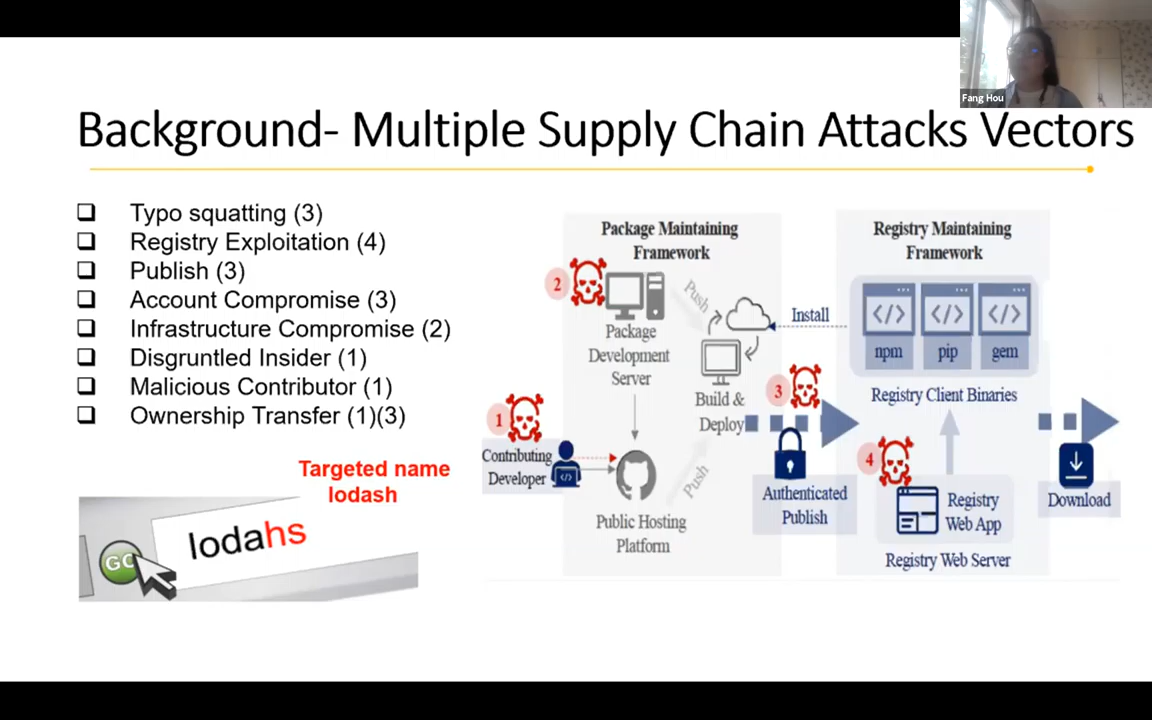 Fang Hou
Background- Multiple Supply Chain Attacks Vectors
Typo squatting (3)
Registry Exploitation (4)
Publish (3)
Account Compromise (3)
Infrastructure Compromise (2)
Disgruntled Insider (1)
Malicious Contributor (1)
Ownership Transfer (1)(3)
Targeted name
lodash
GO
lodahs
Package Maintaining
Framework
2
Package
Development
Server
Push
Build &
Deploy
1
Contributing
Developer
Push
Public Hosting
Platform
Install
3
Authenticated
Publish
Registry Maintaining
Framework
npm
pip
gem
Registry Client Binaries
4
Registry
Web App
Registry Web Server
Download